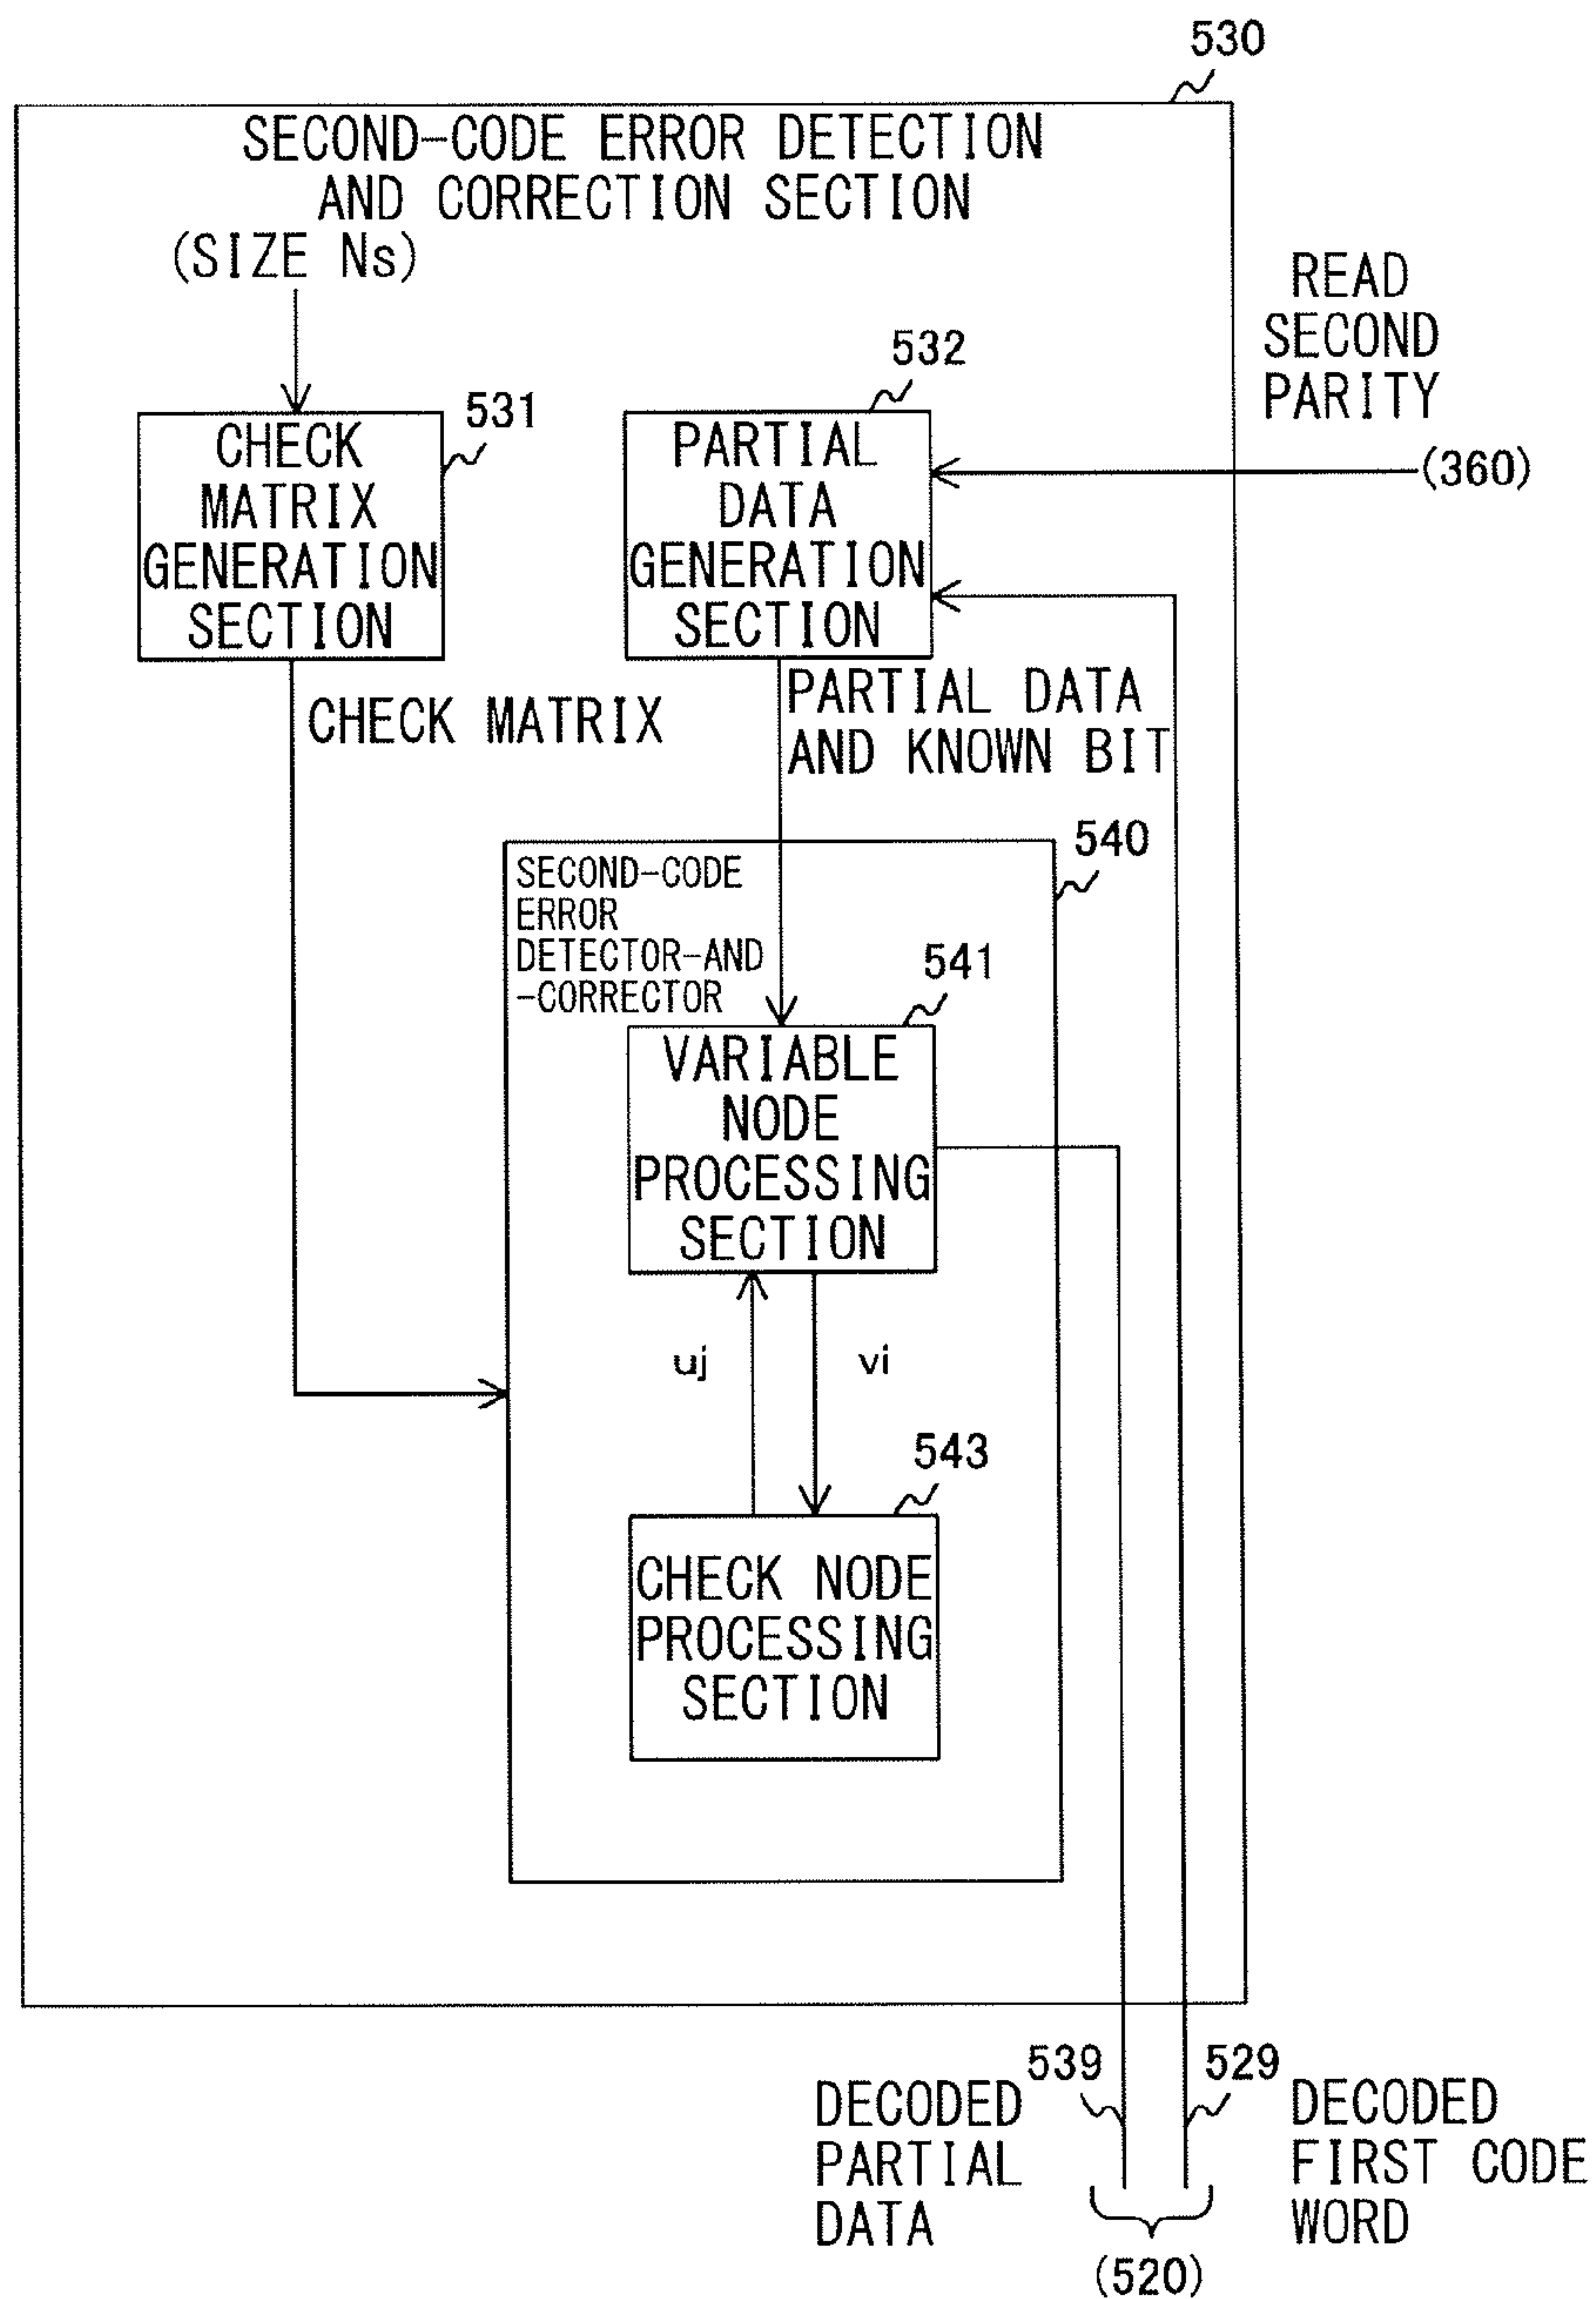 530
SECOND-CODE ERROR DETECTION
AND CORRECTION SECTION
(SIZE Ns)
READ
SECOND
PARITY
(360)
531
CHECK
MATRIX
GENERATION
SECTION
532
PARTIAL
DATA
GENERATION
SECTION
CHECK MATRIX
PARTIAL DATA
AND KNOWN BIT
540
SECOND-CODE
ERROR
DETECTOR-AND
-CORRECTOR
541
VARIABLE
NODE
PROCESSING
SECTION
uj
vi
543
CHECK NODE
PROCESSING
SECTION
539
529
DECODED
PARTIAL
DATA
DECODED
FIRST CODE
WORD
(520)